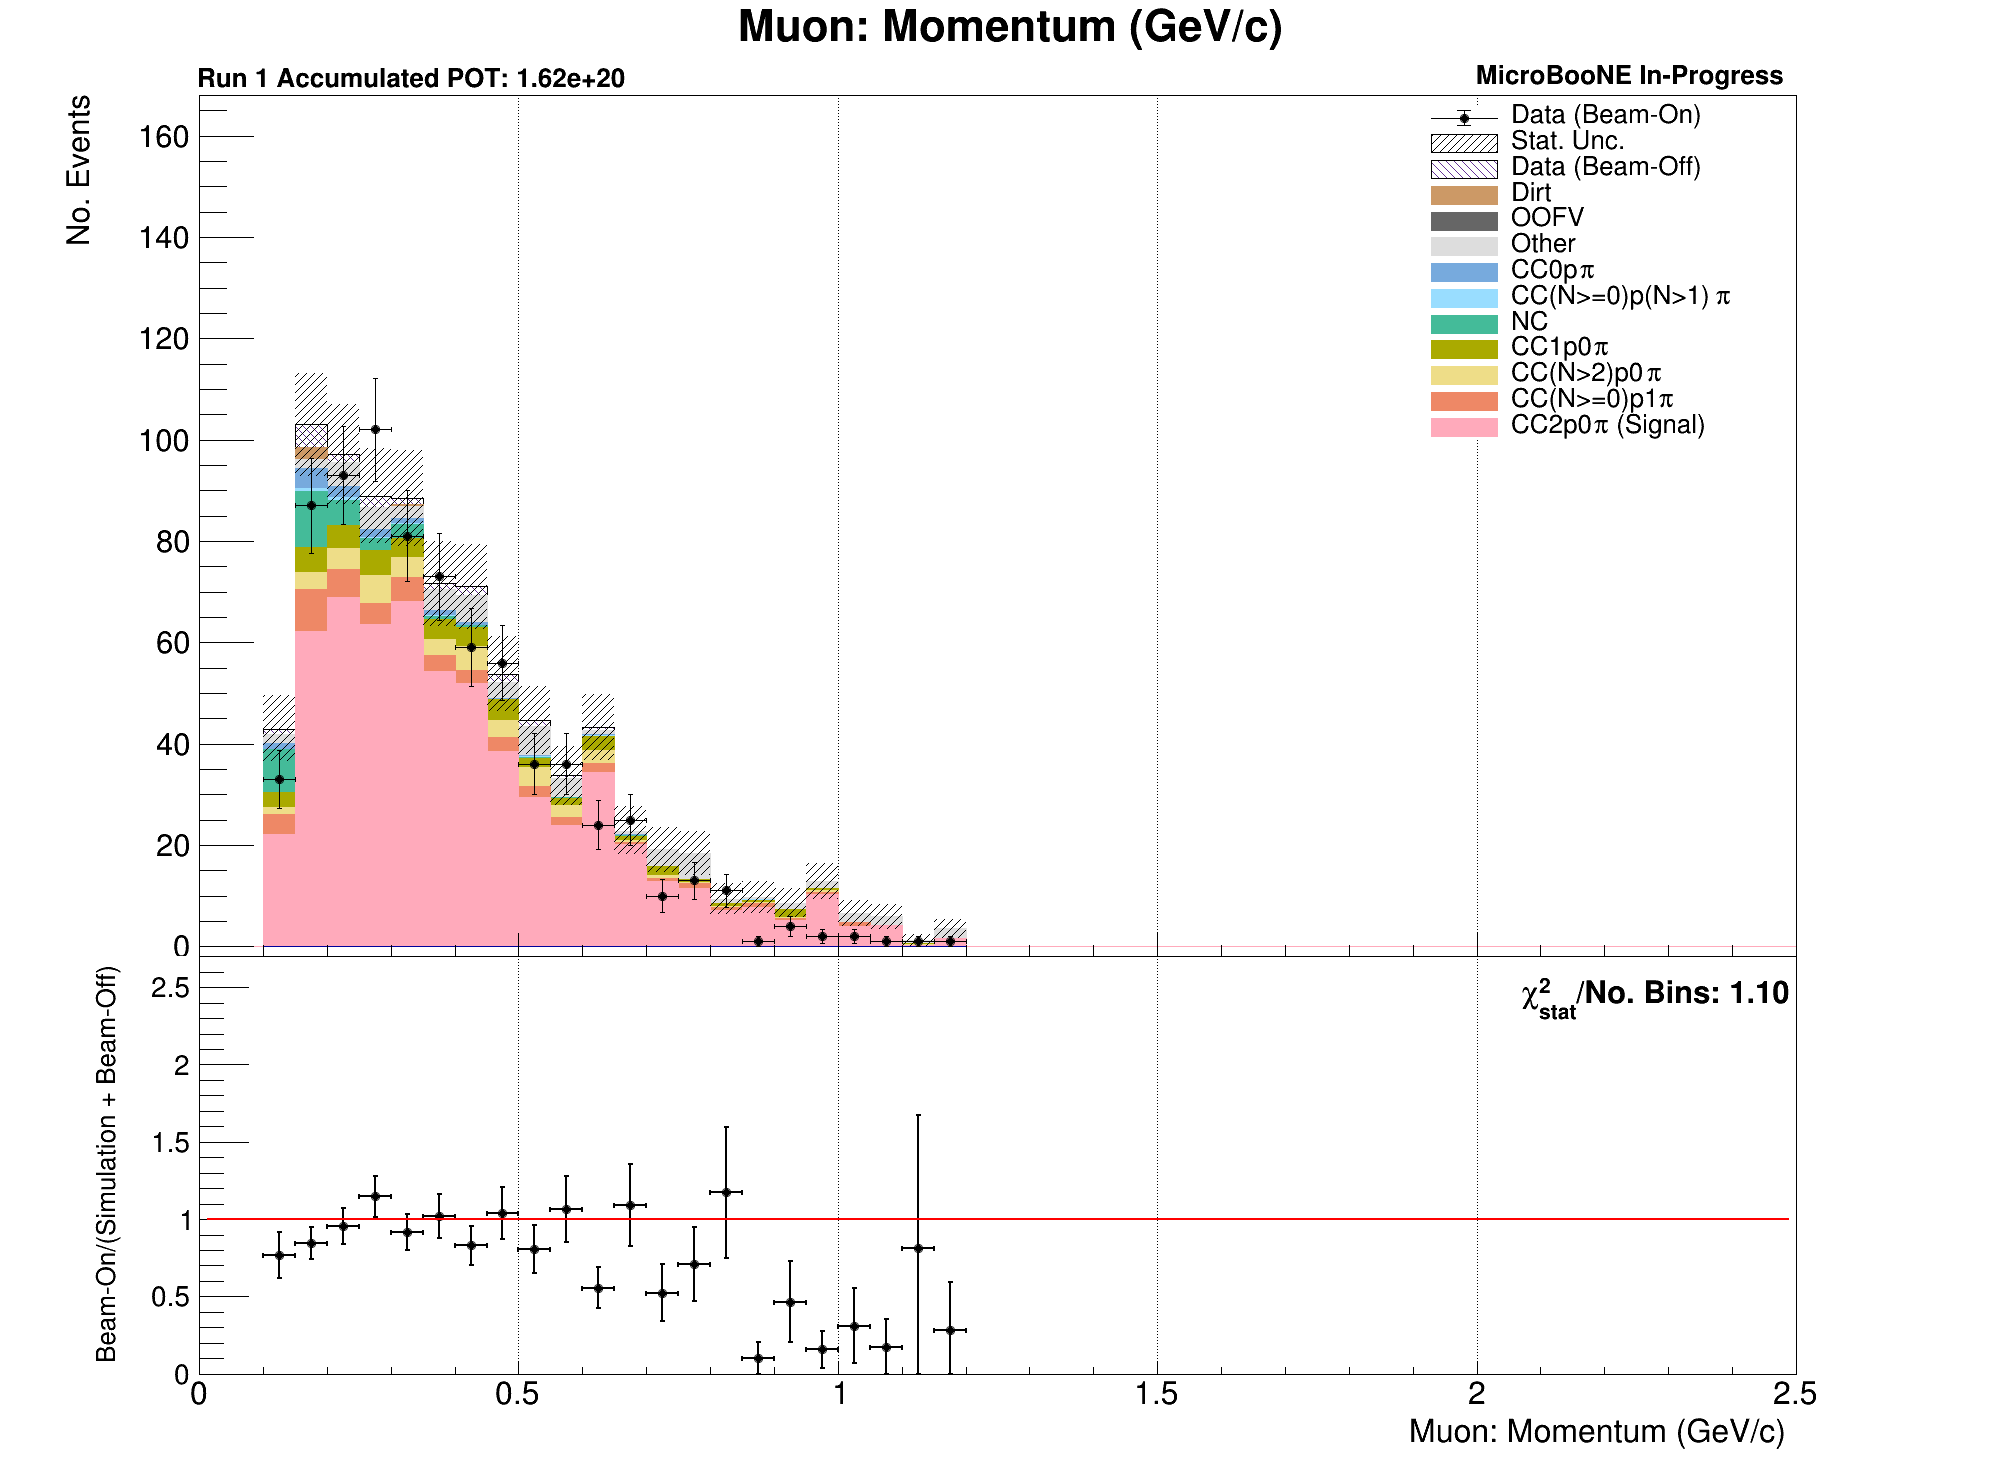 Muon: Momentum (GeV/c)
Run 1 Accumulated POT: 1.62e+20
MicroBooNE In-Progress
No. Events
160
140
120
100
80
60
40
20
0
Data (Beam-On)
Stat. Unc.
Data (Beam-Off)
Dirt
OOFV
Other
CC0pπ
CC(N>=0)p(N>1) π
NC
CC1p0π
CC(N>2)p0π
CC(N>=0)p1π
CC2p0π (Signal)
Beam-On/(Simulation + Beam-Off)
2.5
2
1.5
1
0.5
0
χ²stat/No. Bins: 1.10
0 0.5 1 1.5 2 2.5
Muon: Momentum (GeV/c)